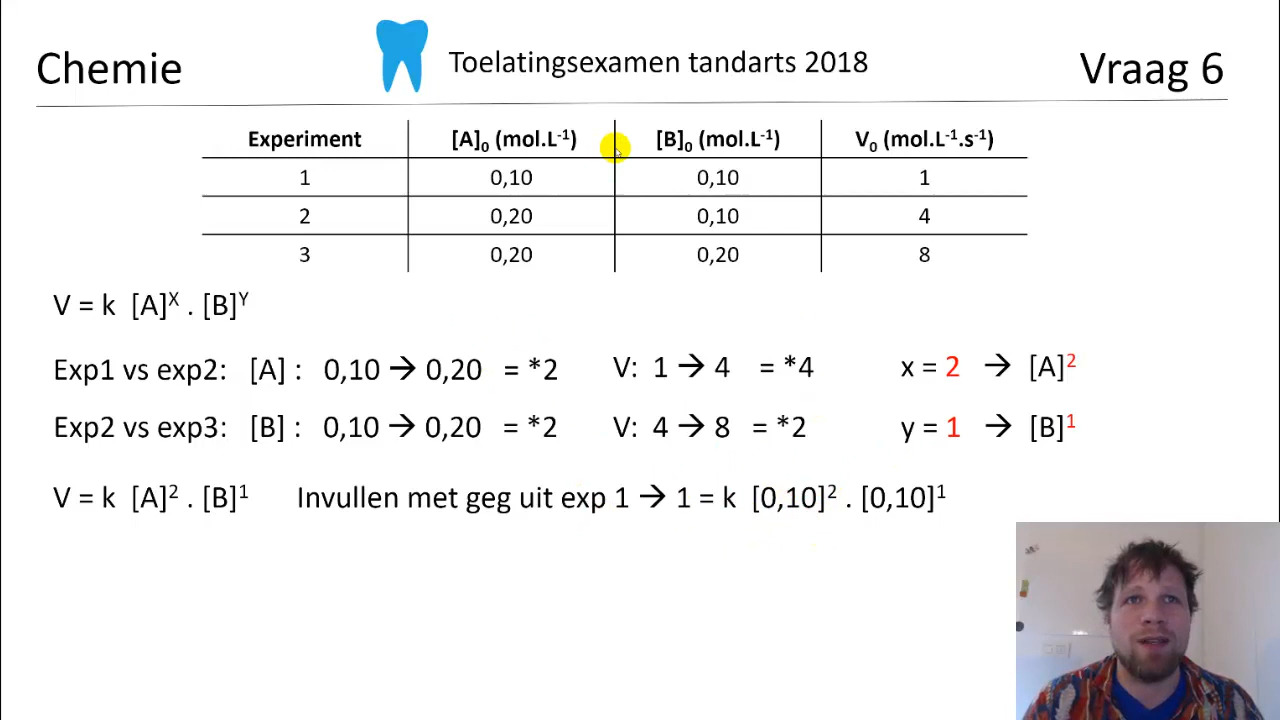 Chemie
Toelatingsexamen tandarts 2018
Vraag 6
Experiment [A]₀ (mol.L⁻¹) [B]₀ (mol.L⁻¹) V₀ (mol.L⁻¹.s⁻¹)
1 0,10 0,10 1
2 0,20 0,10 4
3 0,20 0,20 8
V = k [A]ˣ . [B]ʸ
Exp1 vs exp2: [A] : 0,10 → 0,20 = *2 V: 1 → 4 = *4 x = 2 → [A]²
Exp2 vs exp3: [B] : 0,10 → 0,20 = *2 V: 4 → 8 = *2 y = 1 → [B]¹
V = k [A]² . [B]¹ Invullen met geg uit exp 1 → 1 = k [0,10]² . [0,10]¹